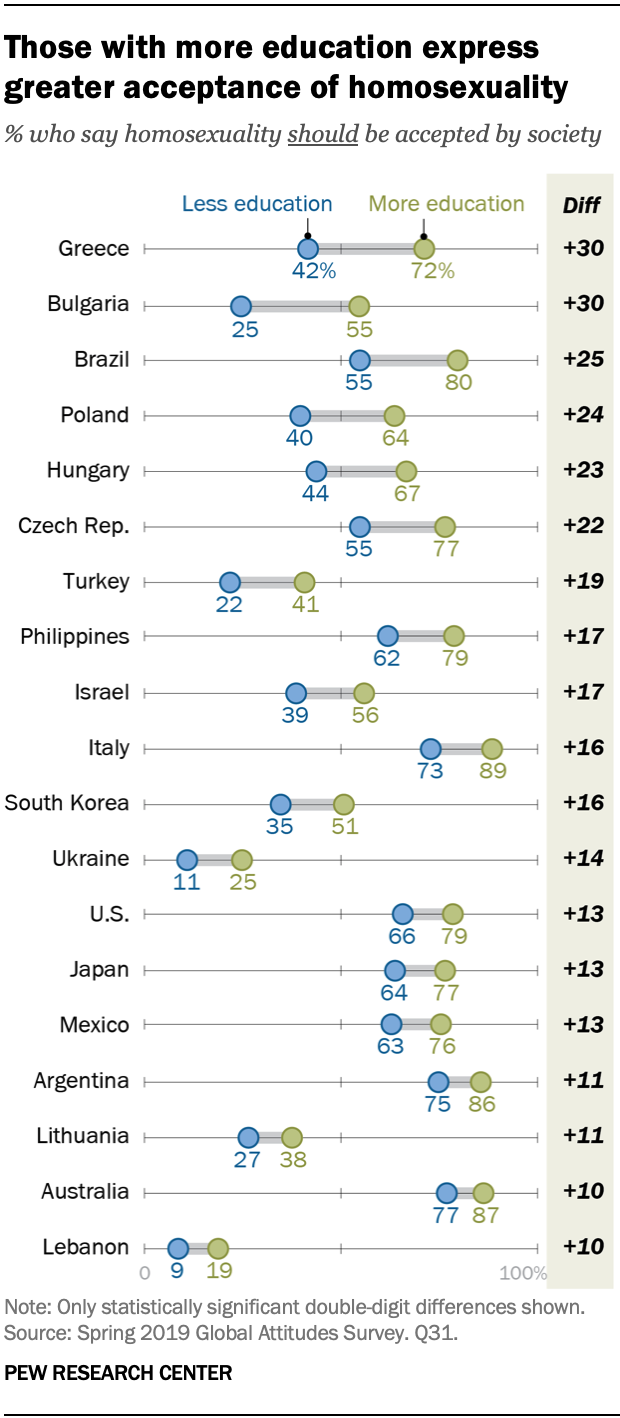 Those with more education express
greater acceptance of homosexuality
% who say homosexuality should be accepted by society
Less education More education Diff
Greece 42% 72% +30
Bulgaria 25 55 +30
Brazil 55 80 +25
Poland 40 64 +24
Hungary 44 67 +23
Czech Rep. 55 77 +22
Turkey 22 41 +19
Philippines 62 79 +17
Israel 39 56 +17
Italy 73 89 +16
South Korea 35 51 +16
Ukraine 11 25 +14
U.S. 66 79 +13
Japan 64 77 +13
Mexico 63 76 +13
Argentina 75 86 +11
Lithuania 27 38 +11
Australia 77 87 +10
Lebanon 9 19 +10
0 100%
Note: Only statistically significant double-digit differences shown.
Source: Spring 2019 Global Attitudes Survey. Q31.
PEW RESEARCH CENTER